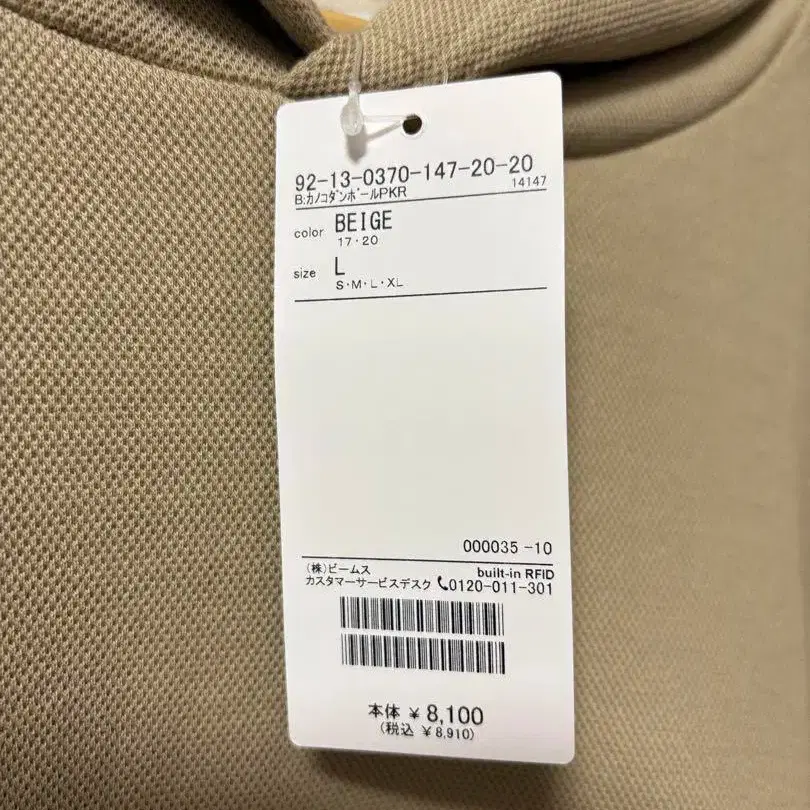 92-13-0370-147-20-20
B:ｶﾉｺﾀﾞﾝﾎﾞｰﾙPKR 14147
color BEIGE
17・20
size L
S・M・L・XL
000035 -10
(株)ビームス built-in RFID
カスタマーサービスデスク 0120-011-301
本体 ¥ 8,100
(税込 ¥ 8,910)